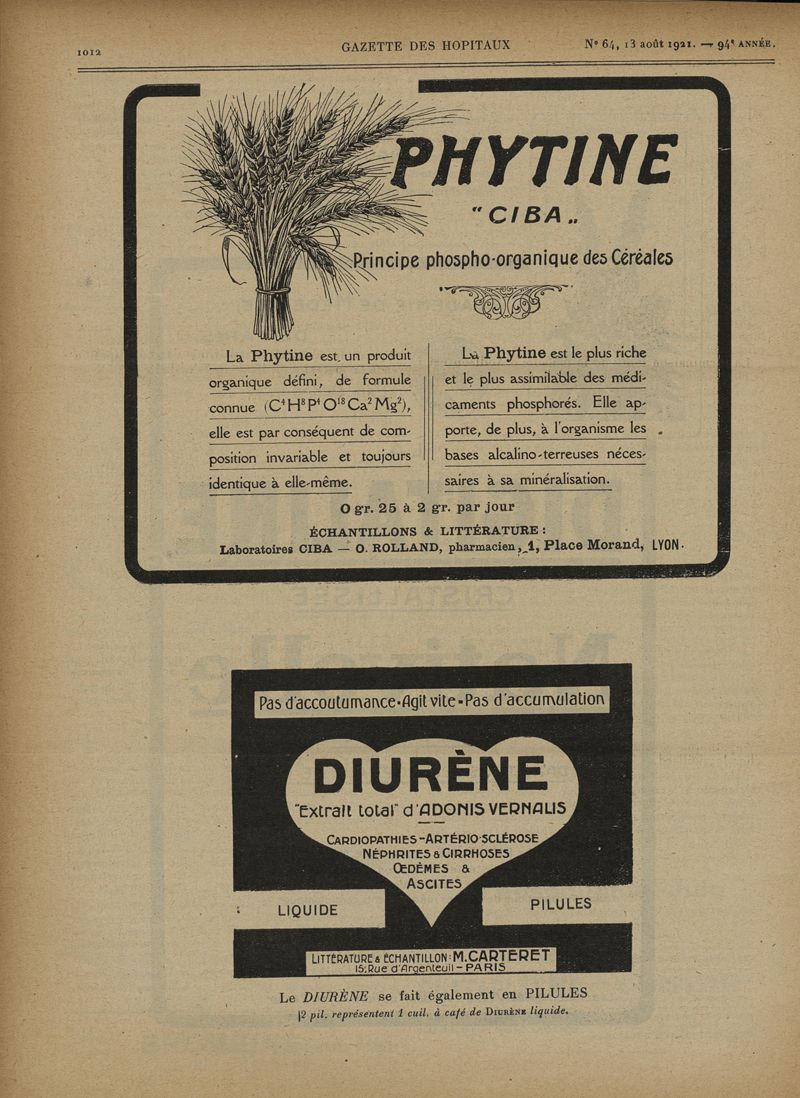 1012
GAZETTE DES HOPITAUX
N° 64, 13 août 1921. — 94e ANNÉE.
PHYTINE
"CIBA„
Principe phospho-organique des Céréales
La Phytine est un produit
organique défini, de formule
connue (C⁴H⁸P⁴O¹⁸Ca²Mg²),
elle est par conséquent de com-
position invariable et toujours
identique à elle-même.
La Phytine est le plus riche
et le plus assimilable des médi-
caments phosphorés. Elle ap-
porte, de plus, à l'organisme les
bases alcalino-terreuses néces-
saires à sa minéralisation.
0 gr. 25 à 2 gr. par jour
ÉCHANTILLONS & LITTÉRATURE :
Laboratoires CIBA — O. ROLLAND, pharmacien, 1, Place Morand, LYON.
Pas d'accoutumance-Agit vite-Pas d'accumulation
DIURÈNE
"Extrait total" d'ADONIS VERNALIS
CARDIOPATHIES-ARTÉRIO-SCLÉROSE
NÉPHRITES & CIRRHOSES
ŒDÈMES &
ASCITES
LIQUIDE
PILULES
LITTÉRATURE & ÉCHANTILLON: M. CARTERET
15, Rue d'Argenteuil - PARIS
Le DIURÈNE se fait également en PILULES
2 pil. représentent 1 cuil. à café de DIURÈNE liquide.